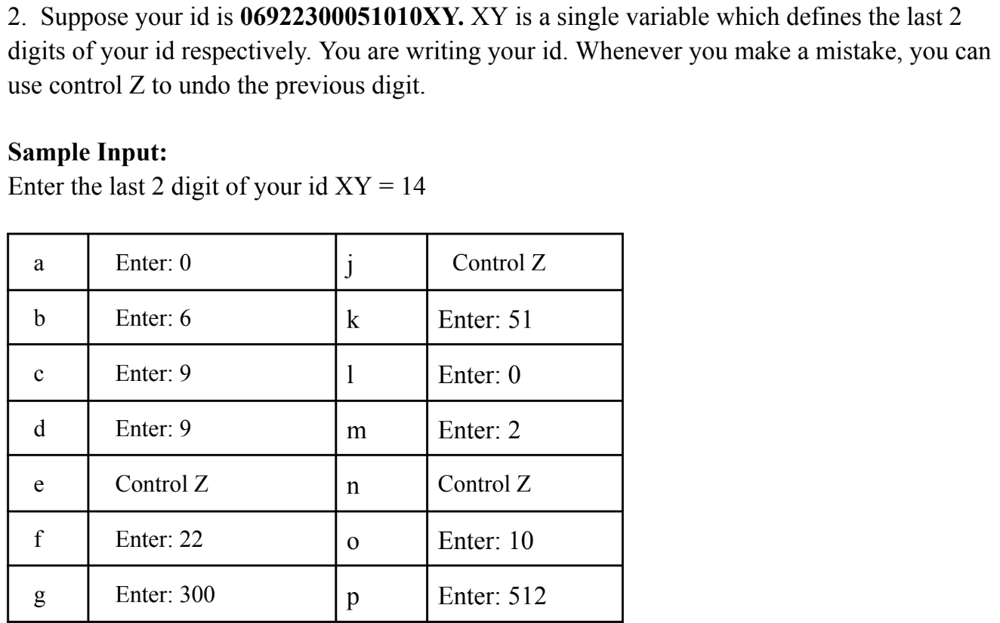 2. Suppose your id is 06922300051010XY. XY is a single variable which defines the last 2
digits of your id respectively. You are writing your id. Whenever you make a mistake, you can
use control Z to undo the previous digit.
Sample Input:
Enter the last 2 digit of your id XY = 14
a Enter: 0 j Control Z
b Enter: 6 k Enter: 51
c Enter: 9 l Enter: 0
d Enter: 9 m Enter: 2
e Control Z n Control Z
f Enter: 22 o Enter: 10
g Enter: 300 p Enter: 512